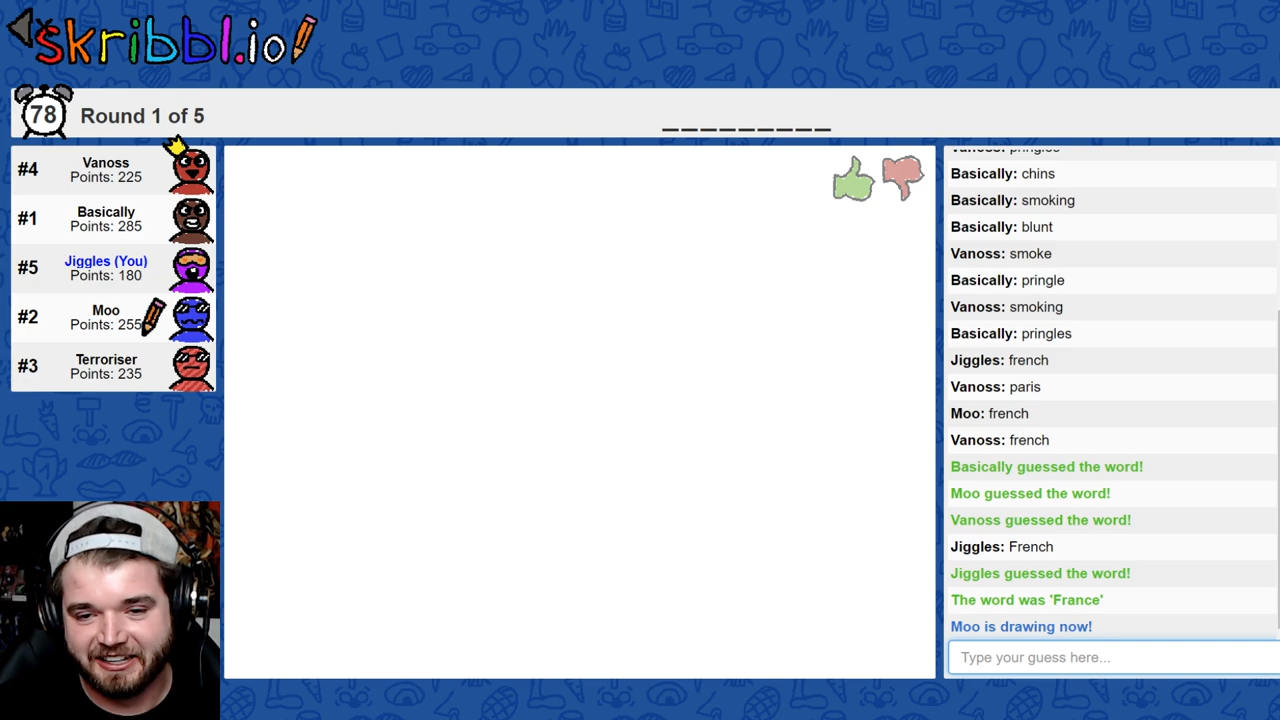 skribbl.io
78
Round 1 of 5
_________
#4
Vanoss
Points: 225
#1
Basically
Points: 285
#5
Jiggles (You)
Points: 180
#2
Moo
Points: 255
#3
Terroriser
Points: 235
Vanoss: pringles
Basically: chins
Basically: smoking
Basically: blunt
Vanoss: smoke
Basically: pringle
Vanoss: smoking
Basically: pringles
Jiggles: french
Vanoss: paris
Moo: french
Vanoss: french
Basically guessed the word!
Moo guessed the word!
Vanoss guessed the word!
Jiggles: French
Jiggles guessed the word!
The word was 'France'
Moo is drawing now!
Type your guess here...